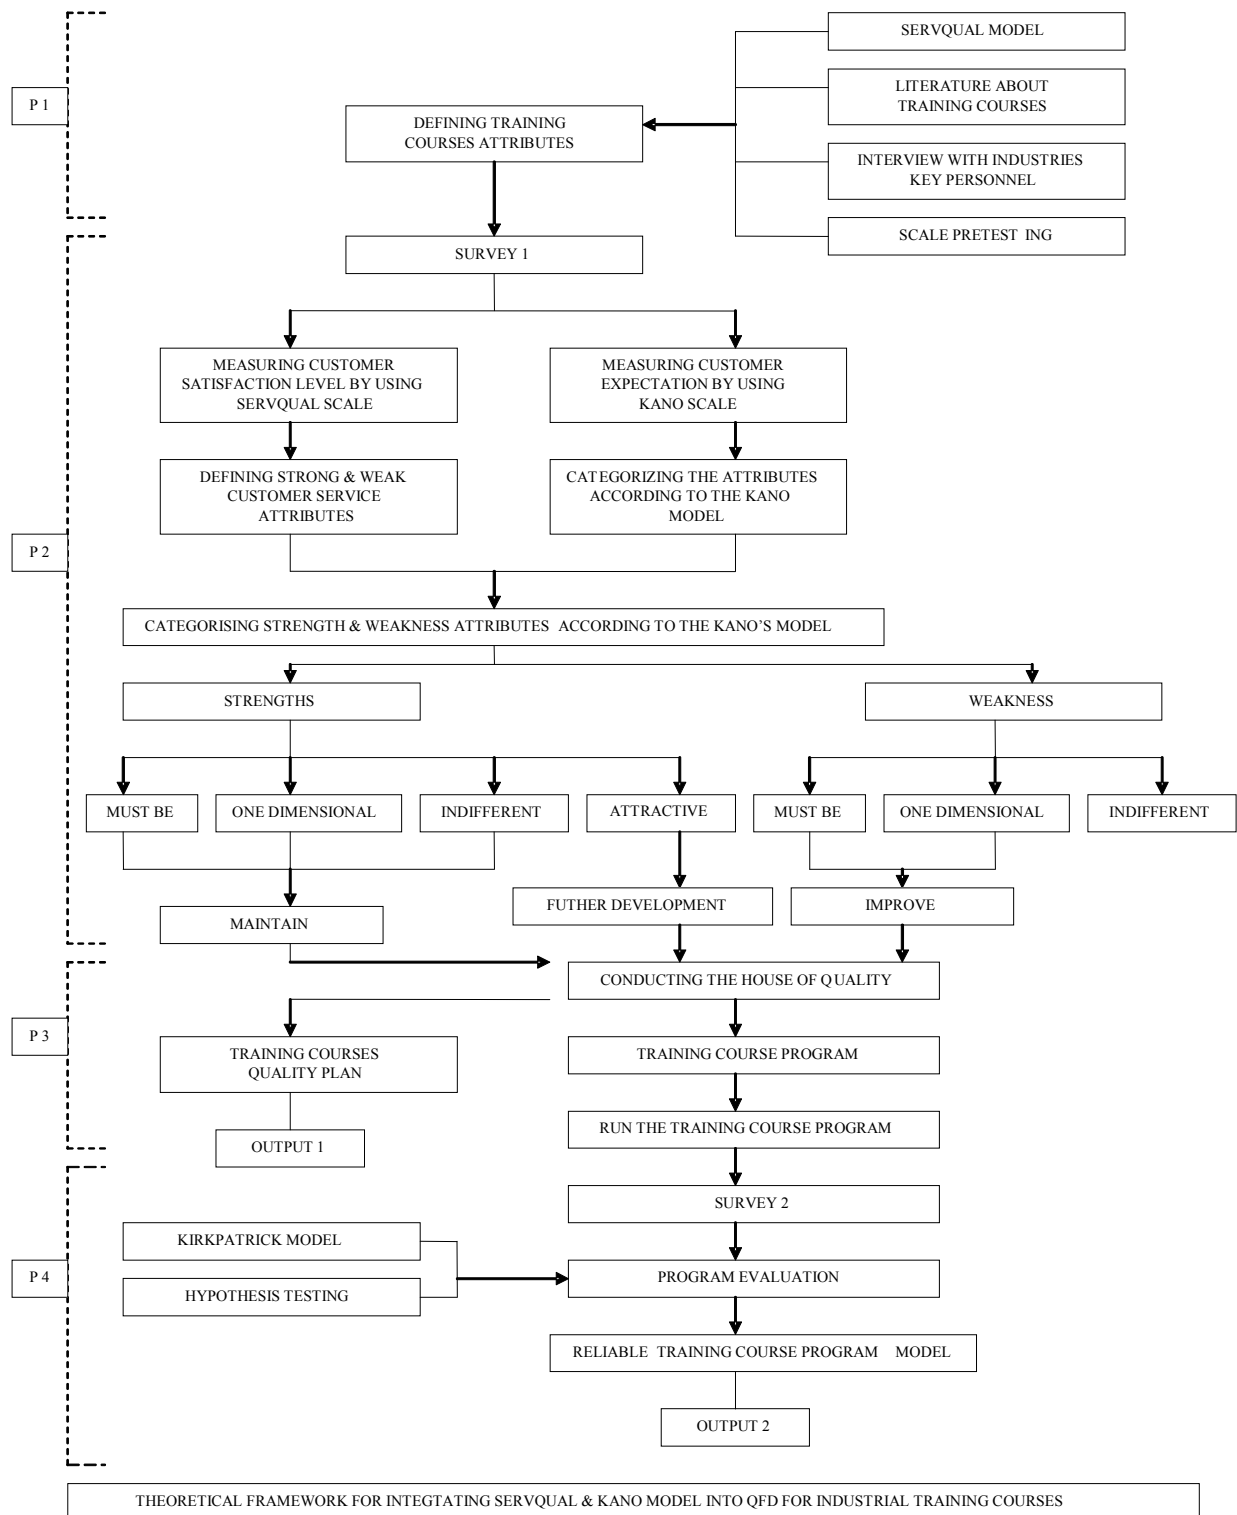 SERVQUAL MODEL
P 1
LITERATURE ABOUT
TRAINING COURSES
DEFINING TRAINING
COURSES ATTRIBUTES
INTERVIEW WITH INDUSTRIES
KEY PERSONNEL
SCALE PRETEST ING
SURVEY 1
MEASURING CUSTOMER
SATISFACTION LEVEL BY USING
SERVQUAL SCALE
MEASURING CUSTOMER
EXPECTATION BY USING
KANO SCALE
DEFINING STRONG & WEAK
CUSTOMER SERVICE
ATTRIBUTES
CATEGORIZING THE ATTRIBUTES
ACCORDING TO THE KANO
MODEL
P 2
CATEGORISING STRENGTH & WEAKNESS ATTRIBUTES ACCORDING TO THE KANO'S MODEL
STRENGTHS
WEAKNESS
MUST BE
ONE DIMENSIONAL
INDIFFERENT
ATTRACTIVE
MUST BE
ONE DIMENSIONAL
INDIFFERENT
MAINTAIN
FUTHER DEVELOPMENT
IMPROVE
CONDUCTING THE HOUSE OF QUALITY
P 3
TRAINING COURSES
QUALITY PLAN
TRAINING COURSE PROGRAM
RUN THE TRAINING COURSE PROGRAM
OUTPUT 1
SURVEY 2
KIRKPATRICK MODEL
P 4
PROGRAM EVALUATION
HYPOTHESIS TESTING
RELIABLE TRAINING COURSE PROGRAM MODEL
OUTPUT 2
THEORETICAL FRAMEWORK FOR INTEGTATING SERVQUAL & KANO MODEL INTO QFD FOR INDUSTRIAL TRAINING COURSES